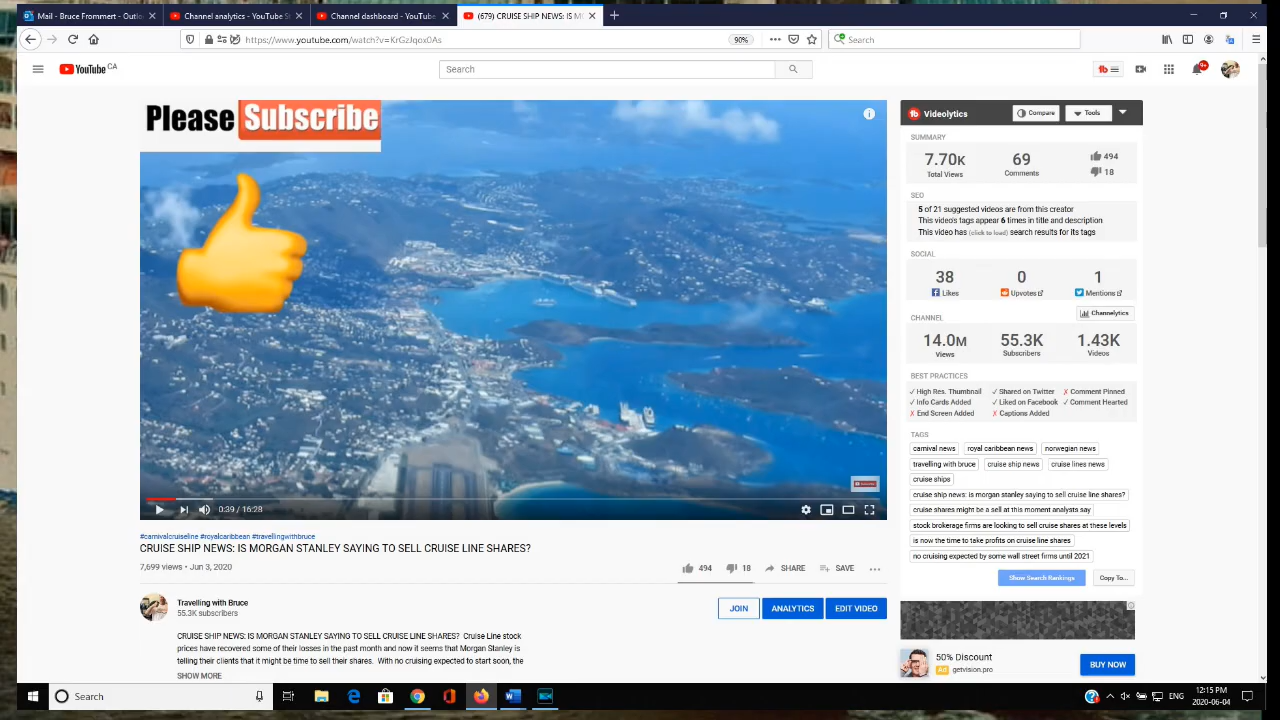 Mail - Bruce Frommert - Outlo
Channel analytics - YouTube St
Channel dashboard - YouTube
(679) CRUISE SHIP NEWS: IS M
https://www.youtube.com/watch?v=KrGzJqox0As
90%
Search
YouTube CA
Search
9+
Please Subscribe
Videolytics
Compare
Tools
SUMMARY
7.70K
69
494
Total Views
Comments
18
SEO
5 of 21 suggested videos are from this creator
This video's tags appear 6 times in title and description
This video has (click to load) search results for its tags
SOCIAL
38
0
1
Likes
Upvotes
Mentions
CHANNEL
Channelytics
14.0M
55.3K
1.43K
Views
Subscribers
Videos
BEST PRACTICES
✓ High Res. Thumbnail ✓ Shared on Twitter ✗ Comment Pinned
✓ Info Cards Added ✓ Liked on Facebook ✓ Comment Hearted
✗ End Screen Added ✗ Captions Added
TAGS
carnival news
royal caribbean news
norwegian news
travelling with bruce
cruise ship news
cruise lines news
cruise ships
cruise ship news: is morgan stanley saying to sell cruise line shares?
cruise shares might be a sell at this moment analysts say
stock brokerage firms are looking to sell cruise shares at these levels
is now the time to take profits on cruise line shares
no cruising expected by some wall street firms until 2021
Show Search Rankings
Copy To...
0:39 / 16:28
#carnivalcruiseline #royalcaribbean #travellingwithbruce
CRUISE SHIP NEWS: IS MORGAN STANLEY SAYING TO SELL CRUISE LINE SHARES?
7,699 views • Jun 3, 2020
494
18
SHARE
SAVE
Travelling with Bruce
55.3K subscribers
JOIN
ANALYTICS
EDIT VIDEO
CRUISE SHIP NEWS: IS MORGAN STANLEY SAYING TO SELL CRUISE LINE SHARES? Cruise Line stock
prices have recovered some of their losses in the past month and now it seems that Morgan Stanley is
telling their clients that it might be time to sell their shares. With no cruising expected to start soon, the
SHOW MORE
50% Discount
Ad getvision.pro
BUY NOW
Search
ENG
12:15 PM
2020-06-04